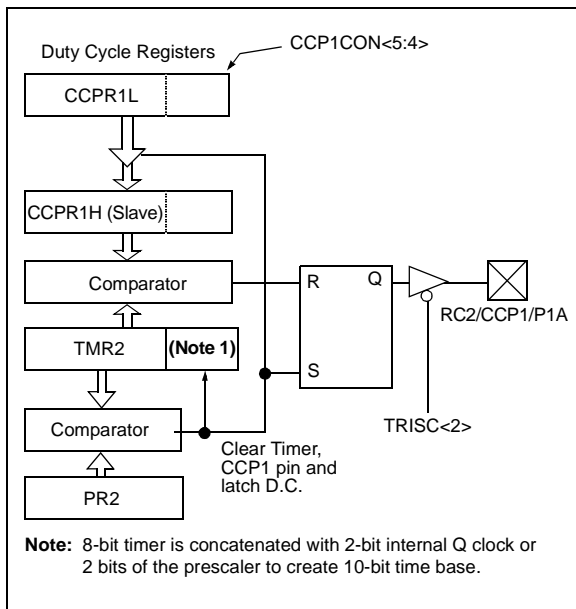 Duty Cycle Registers
CCP1CON<5:4>
CCPR1L
CCPR1H (Slave)
Comparator
R
Q
RC2/CCP1/P1A
TMR2
(Note 1)
S
TRISC<2>
Comparator
Clear Timer,
CCP1 pin and
latch D.C.
PR2
Note: 8-bit timer is concatenated with 2-bit internal Q clock or
2 bits of the prescaler to create 10-bit time base.